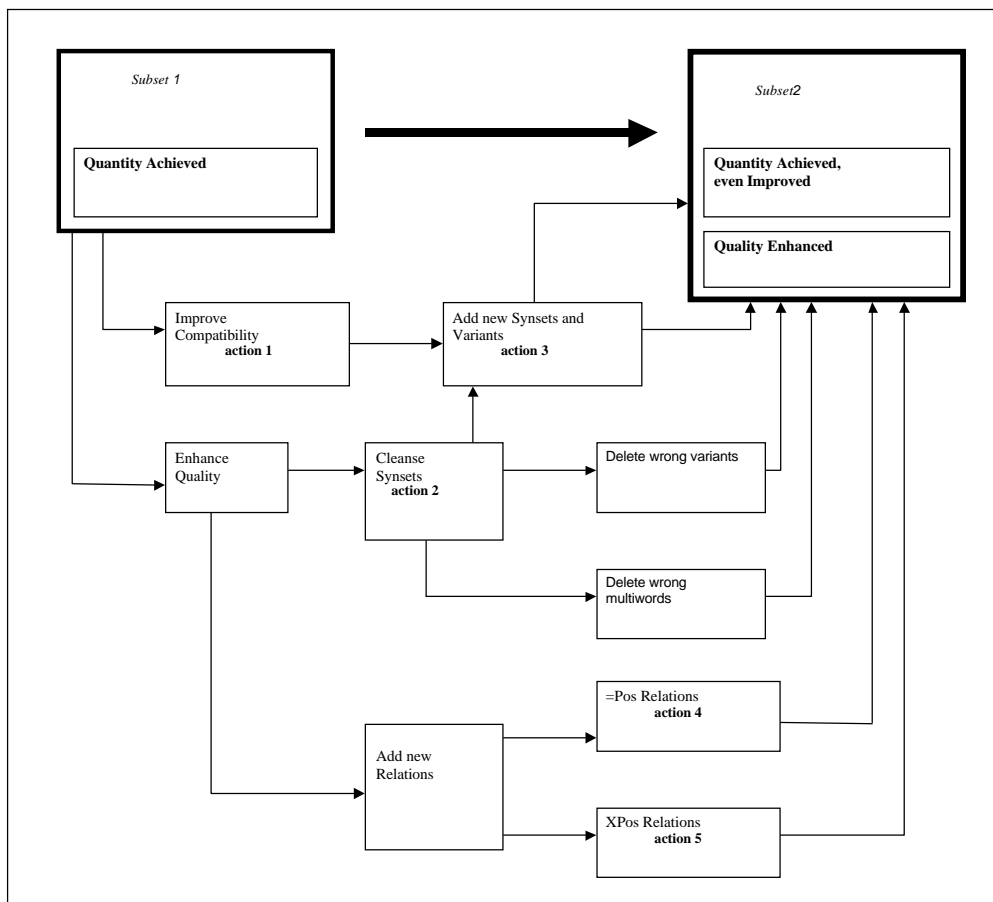 Subset 1
Quantity Achieved
Subset2
Quantity Achieved,
even Improved
Quality Enhanced
Improve
Compatibility
action 1
Add new Synsets and
Variants
action 3
Enhance
Quality
Cleanse
Synsets
action 2
Delete wrong variants
Delete wrong
multiwords
=Pos Relations
action 4
Add new
Relations
XPos Relations
action 5